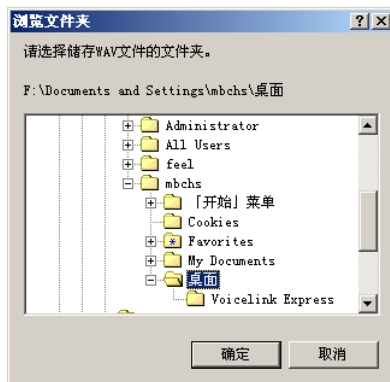 浏览文件夹
请选择储存WAV文件的文件夹。
F:\Documents and Settings\mbchs\桌面
Administrator
All Users
feel
mbchs
「开始」菜单
Cookies
Favorites
My Documents
桌面
Voicelink Express
确定
取消